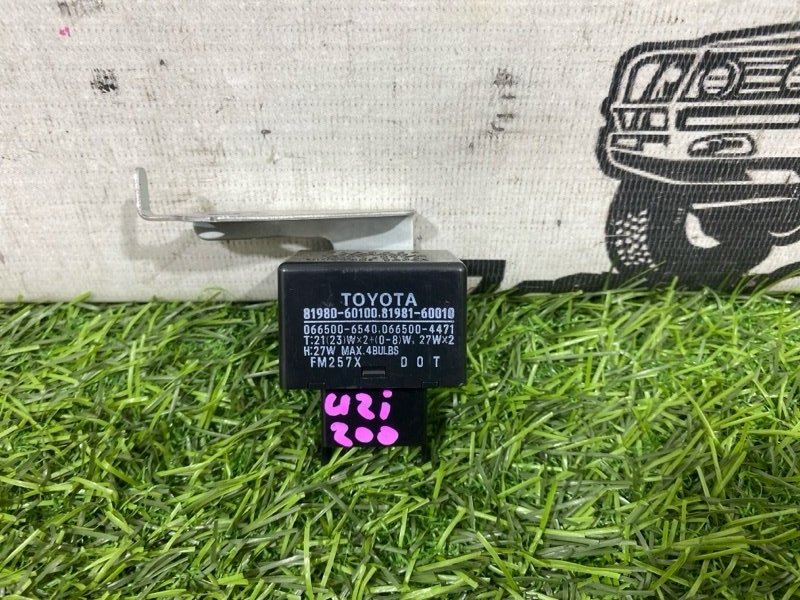 TOYOTA
81980-60100,81981-60010
066500-6540,066500-4471
T:21(23)W×2+(0-8)W, 27W×2
H:27W MAX.4BULBS
FM257X DOT
uzi
200